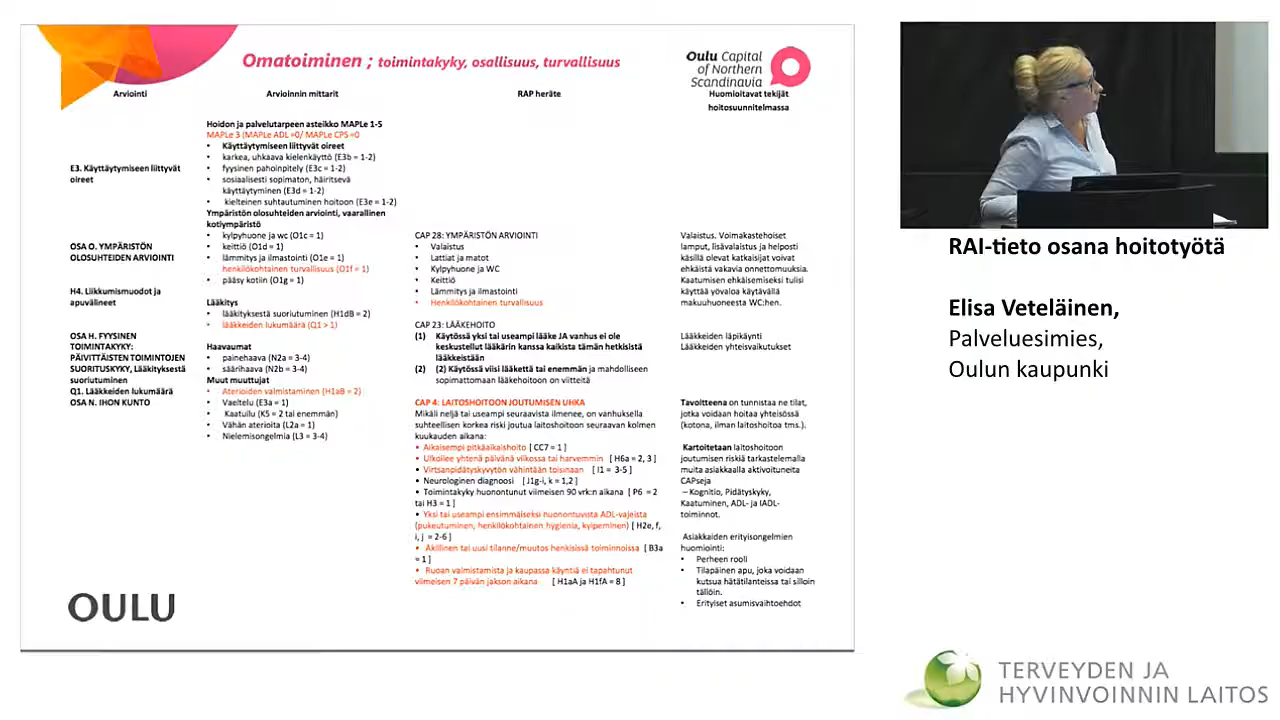 Omatoiminen ; toimintakyky, osallisuus, turvallisuus
Oulu Capital
of Northern
Scandinavia
Arviointi
Arvioinnin mittarit
RAP heräte
Huomioitavat tekijät
hoitosuunnitelmassa
Hoidon ja palvelutarpeen asteikko MAPLe 1-5
MAPLe 3 (MAPLe ADL =0/ MAPLe CPS =0
• Käyttäytymiseen liittyvät oireet
• karkea, uhkaava kielenkäyttö (E3b = 1-2)
• fyysinen pahoinpitely (E3c = 1-2)
• sosiaalisesti sopimaton, häiritsevä
käyttäytyminen (E3d = 1-2)
• kielteinen suhtautuminen hoitoon (E3e = 1-2)
Ympäristön olosuhteiden arviointi, vaarallinen
kotiympäristö
• kylpyhuone ja wc (O1c = 1)
• keittiö (O1d = 1)
• lämmitys ja ilmastointi (O1e = 1)
henkilökohtainen turvallisuus (O1f = 1)
• pääsy kotiin (O1g = 1)
Lääkitys
• lääkityksestä suoriutuminen (H1dB = 2)
• lääkkeiden lukumäärä (Q1 > 1)
Haavaumat
• painehaava (N2a = 3-4)
• säärihaava (N2b = 3-4)
Muut muuttujat
• Aterioiden valmistaminen (H1aB = 2)
• Vaeltelu (E3a = 1)
• Kaatuilu (K5 = 2 tai enemmän)
• Vähän aterioita (L2a = 1)
• Nielemisongelmia (L3 = 3-4)
E3. Käyttäytymiseen liittyvät
oireet
OSA O. YMPÄRISTÖN
OLOSUHTEIDEN ARVIOINTI
H4. Liikkumismuodot ja
apuvälineet
OSA H. FYYSINEN
TOIMINTAKYKY:
PÄIVITTÄISTEN TOIMINTOJEN
SUORITUSKYKY, Lääkityksestä
suoriutuminen
Q1. Lääkkeiden lukumäärä
OSA N. IHON KUNTO
CAP 28: YMPÄRISTÖN ARVIOINTI
• Valaistus
• Lattiat ja matot
• Kylpyhuone ja WC
• Keittiö
• Lämmitys ja ilmastointi
• Henkilökohtainen turvallisuus
CAP 23: LÄÄKEHOITO
(1) Käytössä yksi tai useampi lääke JA vanhus ei ole
keskustellut lääkärin kanssa kaikista tämän hetkisistä
lääkkeistään
(2) (2) Käytössä viisi lääkettä tai enemmän ja mahdolliseen
sopimattomaan lääkehoitoon on viitteitä
CAP 4: LAITOSHOITOON JOUTUMISEN UHKA
Mikäli neljä tai useampi seuraavista ilmenee, on vanhuksella
suhteellisen korkea riski joutua laitoshoitoon seuraavan kolmen
kuukauden aikana:
• Aikaisempi pitkäaikaishoito [ CC7 = 1 ]
• Ulkoilee yhtenä päivänä viikossa tai harvemmin [ H6a = 2, 3 ]
• Virtsanpidätyskyvytön vähintään toisinaan [ I1 = 3-5 ]
• Neurologinen diagnoosi [ J1g-i, k = 1,2 ]
• Toimintakyky huonontunut viimeisen 90 vrk:n aikana [ P6 = 2
tai H3 = 1 ]
• Yksi tai useampi ensimmäiseksi huonontuvista ADL-vajeista
(pukeutuminen, henkilökohtainen hygienia, kylpeminen) [ H2e, f,
i, j = 2-6 ]
• Äkillinen tai uusi tilanne/muutos henkisissä toiminnoissa [ B3a
= 1 ]
• Ruoan valmistamista ja kaupassa käyntiä ei tapahtunut
viimeisen 7 päivän jakson aikana [ H1aA ja H1fA = 8 ]
Valaistus. Voimakastehoiset
lamput, lisävalaistus ja helposti
käsillä olevat katkaisijat voivat
ehkäistä vakavia onnettomuuksia.
Kaatumisen ehkäisemiseksi tulisi
käyttää yövaloa käytävällä
makuuhuoneesta WC:hen.
Lääkkeiden läpikäynti
Lääkkeiden yhteisvaikutukset
Tavoitteena on tunnistaa ne tilat,
jotka voidaan hoitaa yhteisössä
(kotona, ilman laitoshoitoa tms.).
Kartoitetaan laitoshoitoon
joutumisen riskiä tarkastelemalla
muita asiakkaalla aktivoituneita
CAPseja
– Kognitio, Pidätyskyky,
Kaatuminen, ADL- ja IADL-
toiminnot.
Asiakkaiden erityisongelmien
huomiointi:
• Perheen rooli
• Tilapäinen apu, joka voidaan
kutsua hätätilanteissa tai silloin
tällöin.
• Erityiset asumisvaihtoehdot
OULU
RAI-tieto osana hoitotyötä
Elisa Veteläinen,
Palveluesimies,
Oulun kaupunki
TERVEYDEN JA
HYVINVOINNIN LAITOS